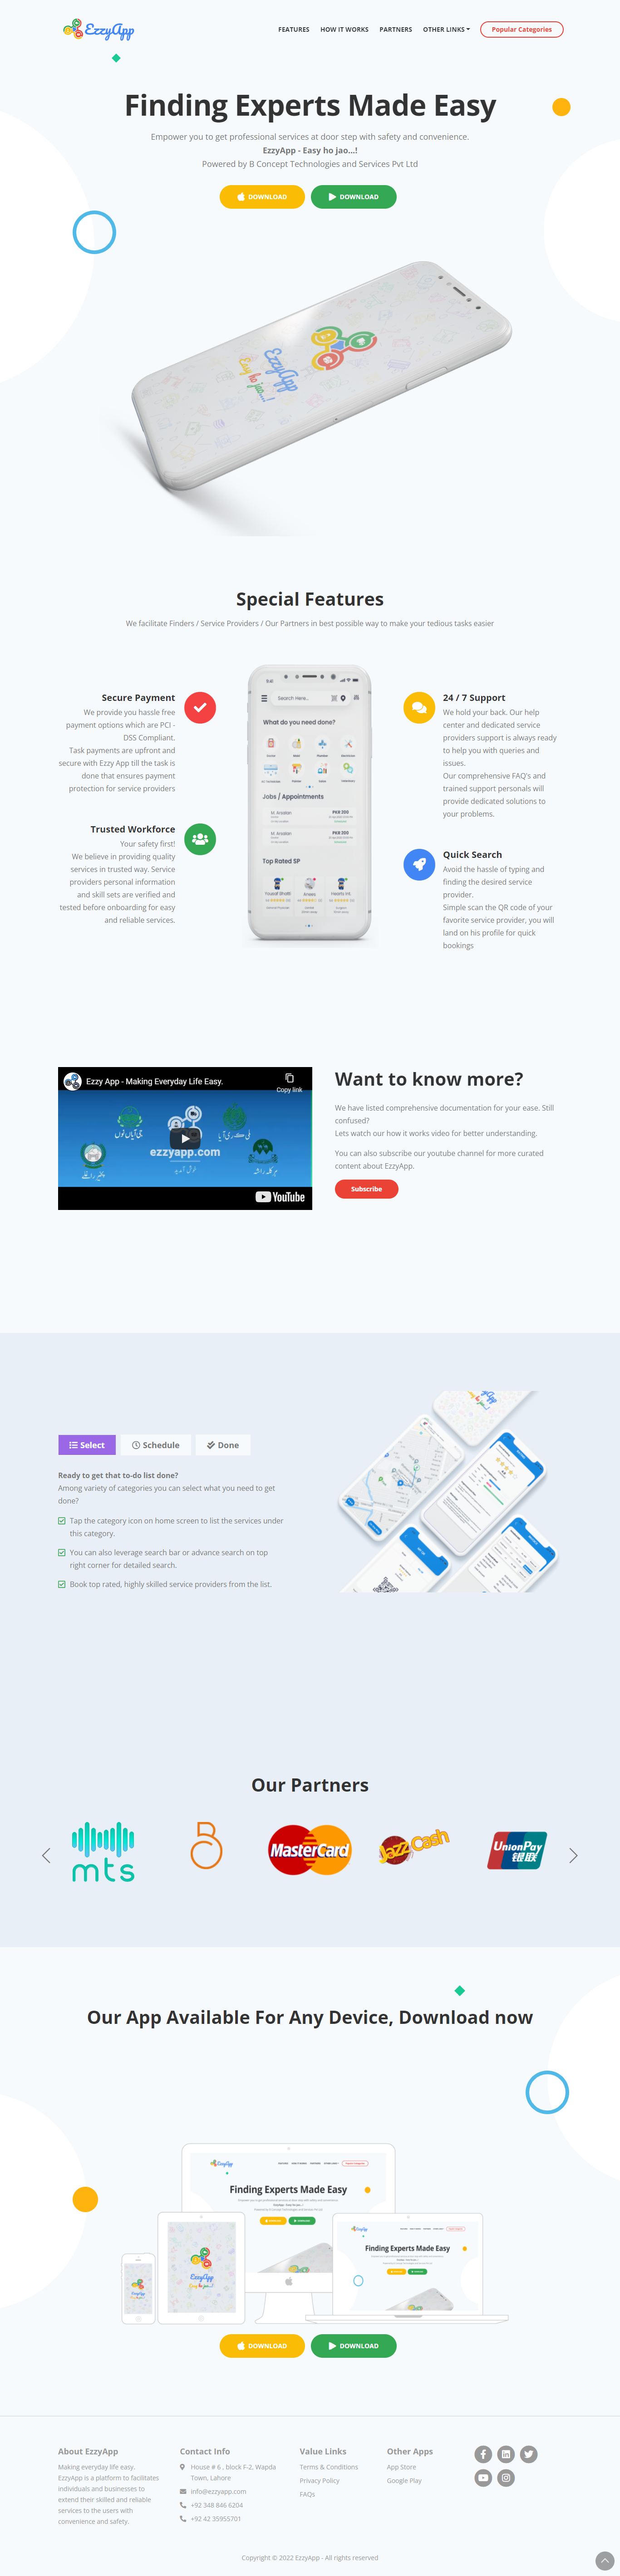 EzzyApp
FEATURES
HOW IT WORKS
PARTNERS
OTHER LINKS
Popular Categories
Finding Experts Made Easy
Empower you to get professional services at door step with safety and convenience.
EzzyApp - Easy ho jao...!
Powered by B Concept Technologies and Services Pvt Ltd
DOWNLOAD
DOWNLOAD
EzzyApp
Easy ho jao...!
Special Features
We facilitate Finders / Service Providers / Our Partners in best possible way to make your tedious tasks easier
Secure Payment
We provide you hassle free
payment options which are PCI -
DSS Compliant.
Task payments are upfront and
secure with Ezzy App till the task is
done that ensures payment
protection for service providers
Trusted Workforce
Your safety first!
We believe in providing quality
services in trusted way. Service
providers personal information
and skill sets are verified and
tested before onboarding for easy
and reliable services.
Search Here...
What do you need done?
Jobs / Appointments
M. Arsalan
PKR 200
M. Arsalan
PKR 200
Top Rated SP
24 / 7 Support
We hold your back. Our help
center and dedicated service
providers support is always ready
to help you with queries and
issues.
Our comprehensive FAQ's and
trained support personals will
provide dedicated solutions to
your problems.
Quick Search
Avoid the hassle of typing and
finding the desired service
provider.
Simple scan the QR code of your
favorite service provider, you will
land on his profile for quick
bookings
Ezzy App - Making Everyday Life Easy.
Copy link
ezzyapp.com
YouTube
Want to know more?
We have listed comprehensive documentation for your ease. Still
confused?
Lets watch our how it works video for better understanding.
You can also subscribe our youtube channel for more curated
content about EzzyApp.
Subscribe
Select
Schedule
Done
Ready to get that to-do list done?
Among variety of categories you can select what you need to get
done?
Tap the category icon on home screen to list the services under
this category.
You can also leverage search bar or advance search on top
right corner for detailed search.
Book top rated, highly skilled service providers from the list.
Our Partners
mts
MasterCard
JazzCash
UnionPay
银联
Our App Available For Any Device, Download now
Finding Experts Made Easy
EzzyApp
Finding Experts Made Easy
DOWNLOAD
DOWNLOAD
About EzzyApp
Making everyday life easy.
EzzyApp is a platform to facilitates
individuals and businesses to
extend their skilled and reliable
services to the users with
convenience and safety.
Contact Info
House # 6 , block F-2, Wapda
Town, Lahore
info@ezzyapp.com
+92 348 846 6204
+92 42 35955701
Value Links
Terms & Conditions
Privacy Policy
FAQs
Other Apps
App Store
Google Play
Copyright © 2022 EzzyApp - All rights reserved